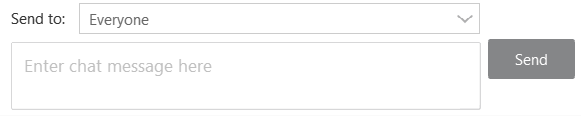 Send to: Everyone
Enter chat message here
Send